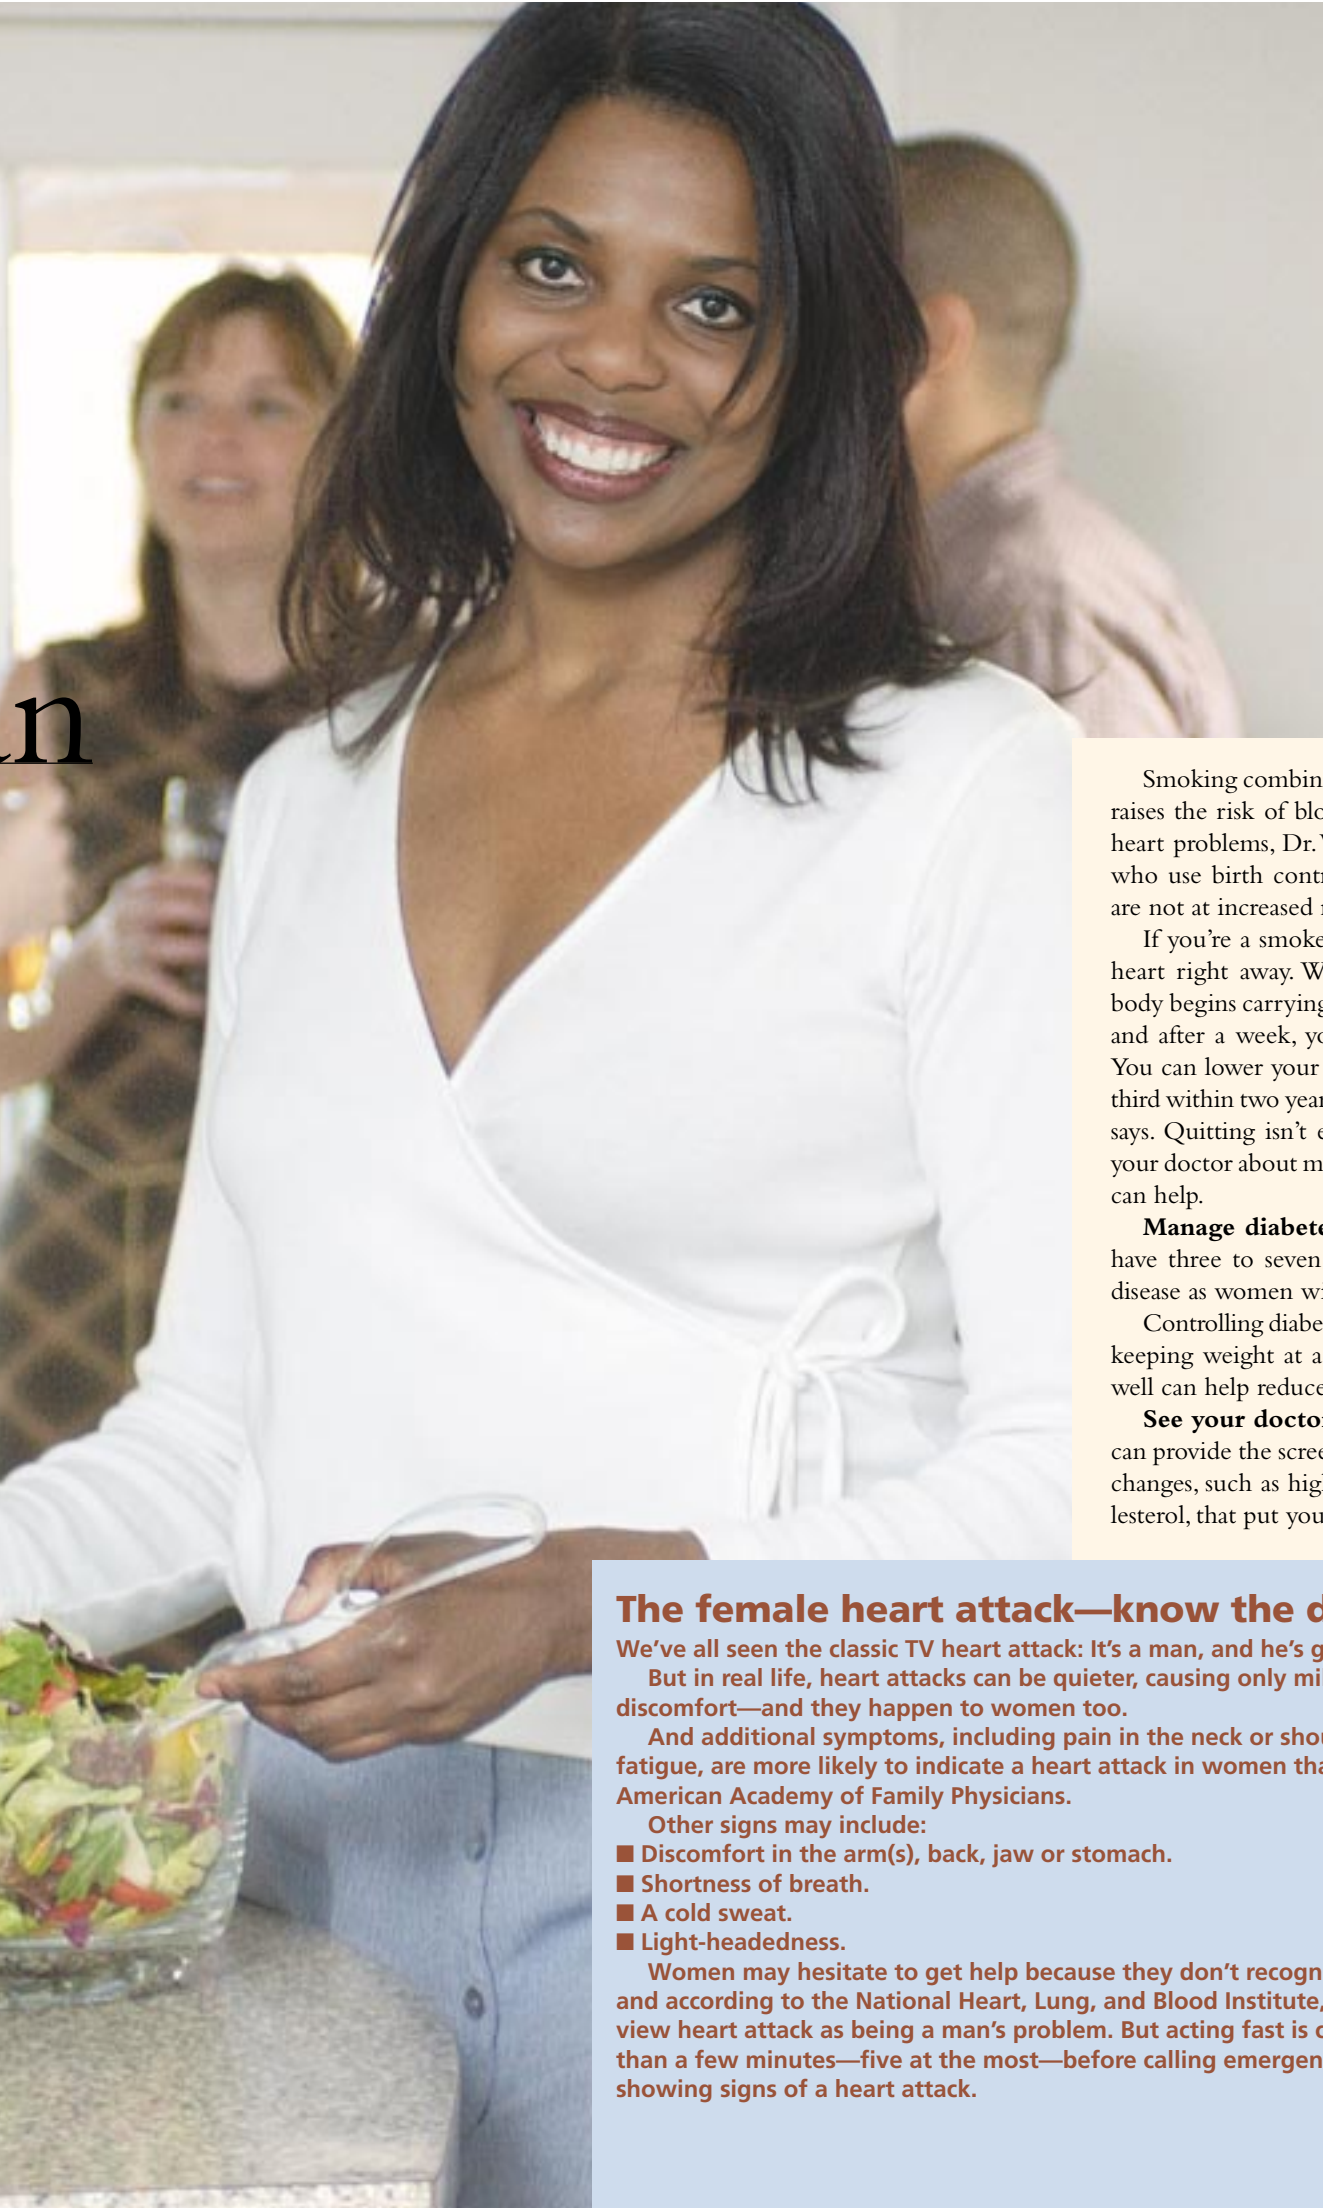 an
Smoking combin
raises the risk of blo
heart problems, Dr.
who use birth contr
are not at increased
If you’re a smoke
heart right away. W
body begins carrying
and after a week, yo
You can lower your
third within two year
says. Quitting isn’t e
your doctor about m
can help.
Manage diabete
have three to seven
disease as women wi
Controlling diabe
keeping weight at a
well can help reduce
See your doctor
can provide the scree
changes, such as hig
lesterol, that put you
The female heart attack—know the d
We’ve all seen the classic TV heart attack: It’s a man, and he’s g
But in real life, heart attacks can be quieter, causing only mi
discomfort—and they happen to women too.
And additional symptoms, including pain in the neck or shou
fatigue, are more likely to indicate a heart attack in women tha
American Academy of Family Physicians.
Other signs may include:
■ Discomfort in the arm(s), back, jaw or stomach.
■ Shortness of breath.
■ A cold sweat.
■ Light-headedness.
Women may hesitate to get help because they don’t recogn
and according to the National Heart, Lung, and Blood Institute,
view heart attack as being a man’s problem. But acting fast is c
than a few minutes—five at the most—before calling emergen
showing signs of a heart attack.